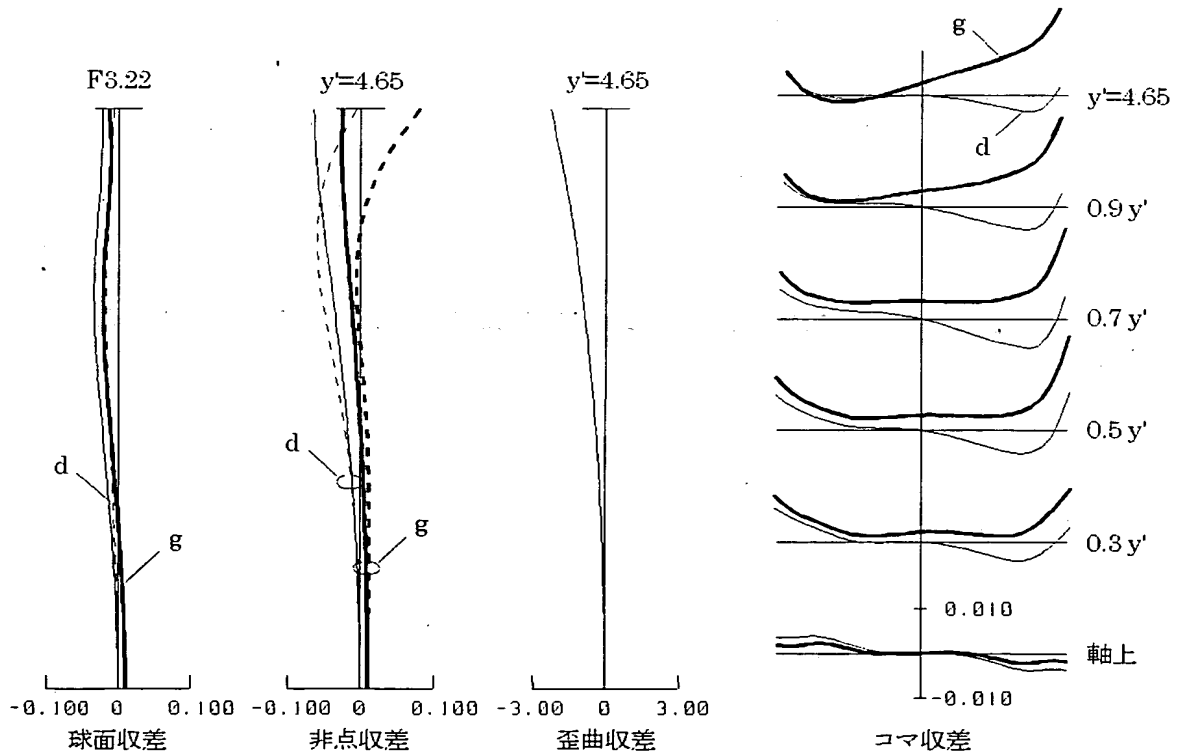 F3.22
d
g
-0.100 0 0.100
球面収差
y'=4.65
d
g
-0.100 0 0.100
非点収差
y'=4.65
-3.00 0 3.00
歪曲収差
g
y'=4.65
d
0.9 y'
0.7 y'
0.5 y'
0.3 y'
0.010
軸上
-0.010
コマ収差